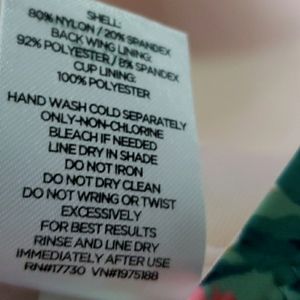 SHELL:
80% NYLON / 20% SPANDEX
BACK WING LINING:
92% POLYESTER / 8% SPANDEX
CUP LINING:
100% POLYESTER
HAND WASH COLD SEPARATELY
ONLY-NON-CHLORINE
BLEACH IF NEEDED
LINE DRY IN SHADE
DO NOT IRON
DO NOT DRY CLEAN
DO NOT WRING OR TWIST
EXCESSIVELY
FOR BEST RESULTS
RINSE AND LINE DRY
IMMEDIATELY AFTER USE
RN#17730 VN#1975188